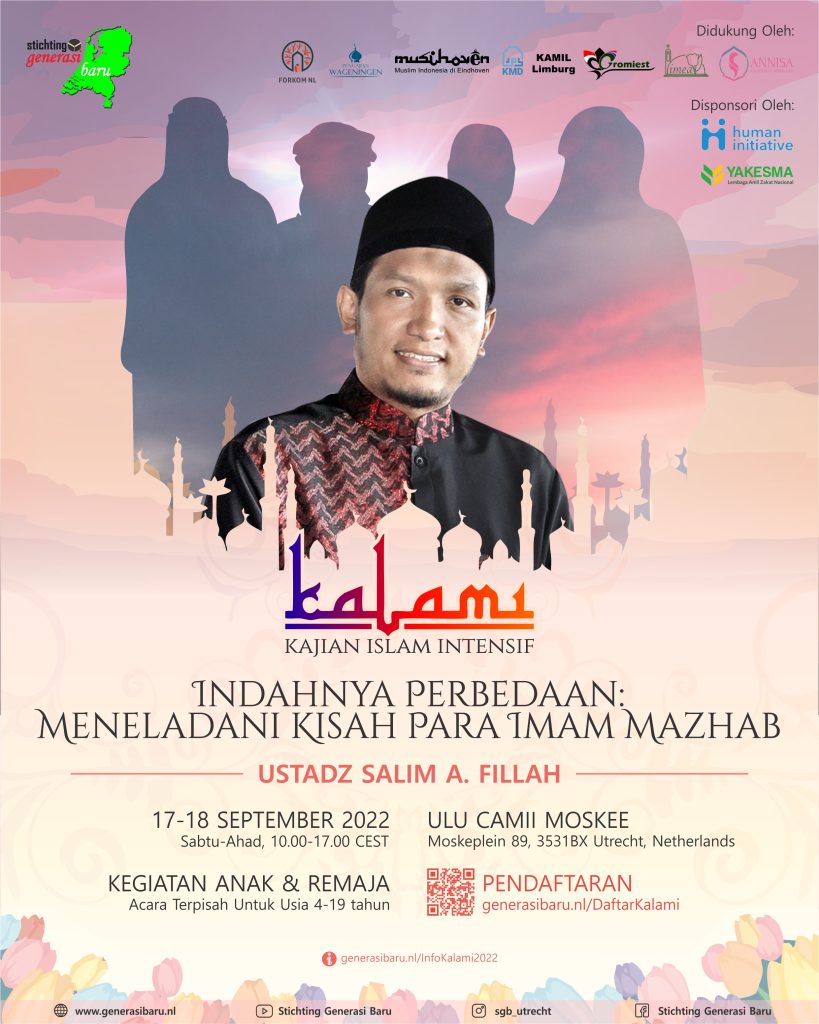 stichting
generasi
baru
Didukung Oleh:
FORKOM NL
PENGAJIAN
WAGENINGEN
musihoven
Muslim Indonesia di Eindhoven
KMD
KAMIL
Limburg
romiest
imea
ANNISA
Disponsori Oleh:
human
initiative
YAKESMA
Lembaga Amil Zakat Nasional
kalami
KAJIAN ISLAM INTENSIF
INDAHNYA PERBEDAAN:
MENELADANI KISAH PARA IMAM MAZHAB
USTADZ SALIM A. FILLAH
17-18 SEPTEMBER 2022
Sabtu-Ahad, 10.00-17.00 CEST
ULU CAMII MOSKEE
Moskeplein 89, 3531BX Utrecht, Netherlands
KEGIATAN ANAK & REMAJA
Acara Terpisah Untuk Usia 4-19 tahun
PENDAFTARAN
generasibaru.nl/DaftarKalami
generasibaru.nl/InfoKalami2022
www.generasibaru.nl
Stichting Generasi Baru
sgb_utrecht
Stichting Generasi Baru